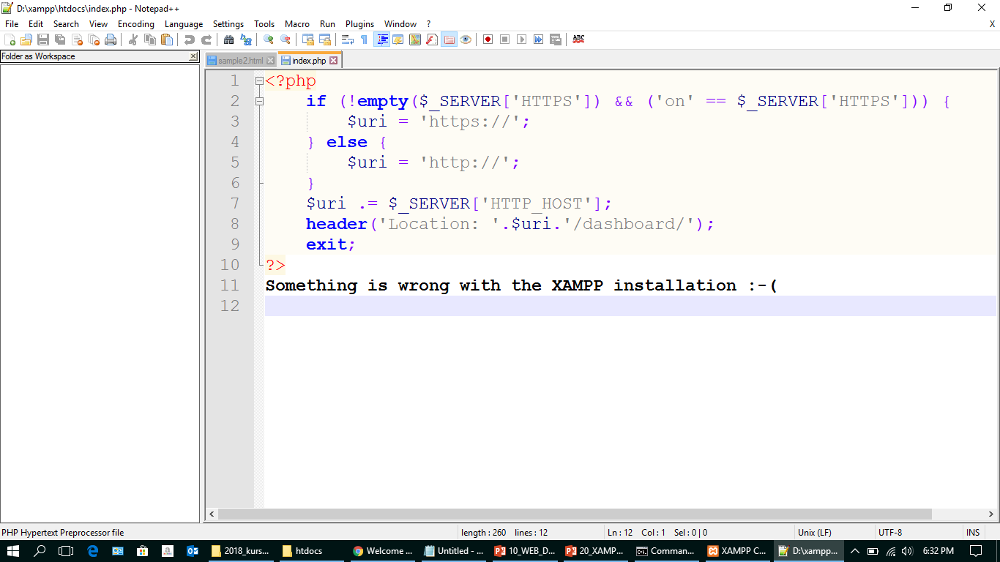 D:\xampp\htdocs\index.php - Notepad++
File Edit Search View Encoding Language Settings Tools Macro Run Plugins Window ? X
ABC
Folder as Workspace
sample2.html index.php
1 <?php
2 if (!empty($_SERVER['HTTPS']) && ('on' == $_SERVER['HTTPS'])) {
3 $uri = 'https://';
4 } else {
5 $uri = 'http://';
6 }
7 $uri .= $_SERVER['HTTP_HOST'];
8 header('Location: '.$uri.'/dashboard/');
9 exit;
10 ?>
11 Something is wrong with the XAMPP installation :-(
12
PHP Hypertext Preprocessor file length : 260 lines : 12 Ln : 12 Col : 1 Sel : 0 | 0 Unix (LF) UTF-8 INS
2018_kurs... htdocs Welcome ... Untitled - ... 10_WEB_D... 20_XAMP... Comman... XAMPP C... D:\xampp... 6:32 PM